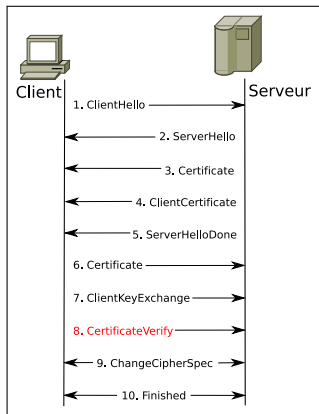 Client
Serveur
1. ClientHello
2. ServerHello
3. Certificate
4. ClientCertificate
5. ServerHelloDone
6. Certificate
7. ClientKeyExchange
8. CertificateVerify
9. ChangeCipherSpec
10. Finished